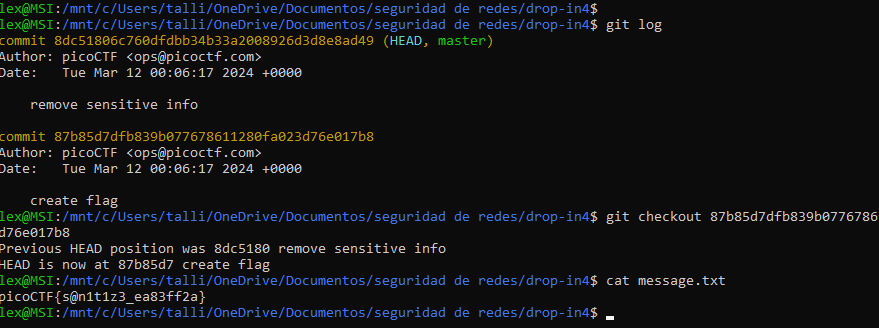 lex@MSI:/mnt/c/Users/talli/OneDrive/Documentos/seguridad de redes/drop-in4$
lex@MSI:/mnt/c/Users/talli/OneDrive/Documentos/seguridad de redes/drop-in4$ git log
commit 8dc51806c760dfdbb34b33a2008926d3d8e8ad49 (HEAD, master)
Author: picoCTF <ops@picoctf.com>
Date:   Tue Mar 12 00:06:17 2024 +0000
    remove sensitive info
commit 87b85d7dfb839b077678611280fa023d76e017b8
Author: picoCTF <ops@picoctf.com>
Date:   Tue Mar 12 00:06:17 2024 +0000
    create flag
lex@MSI:/mnt/c/Users/talli/OneDrive/Documentos/seguridad de redes/drop-in4$ git checkout 87b85d7dfb839b0776786
d76e017b8
Previous HEAD position was 8dc5180 remove sensitive info
HEAD is now at 87b85d7 create flag
lex@MSI:/mnt/c/Users/talli/OneDrive/Documentos/seguridad de redes/drop-in4$ cat message.txt
picoCTF{s@n1t1z3_ea83ff2a}
lex@MSI:/mnt/c/Users/talli/OneDrive/Documentos/seguridad de redes/drop-in4$